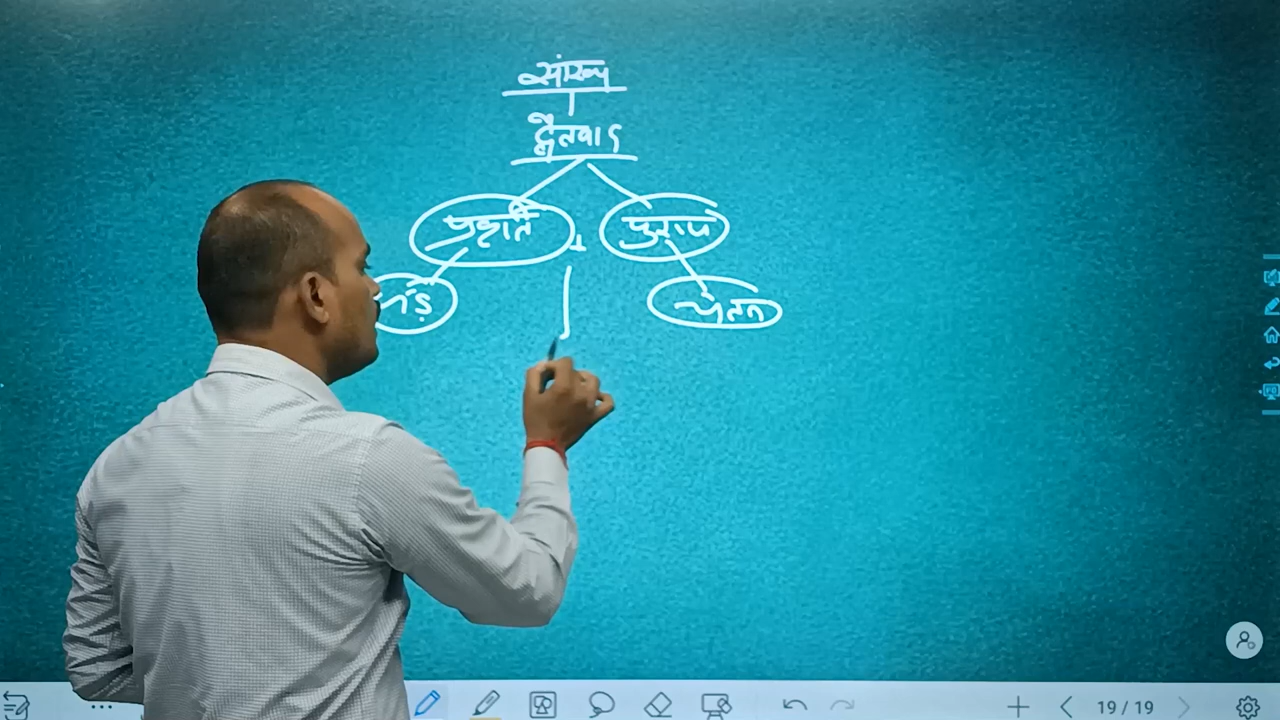 सांख्य
द्वैतवाद
प्रकृति + पुरुष
जड़ चेतन
19 / 19